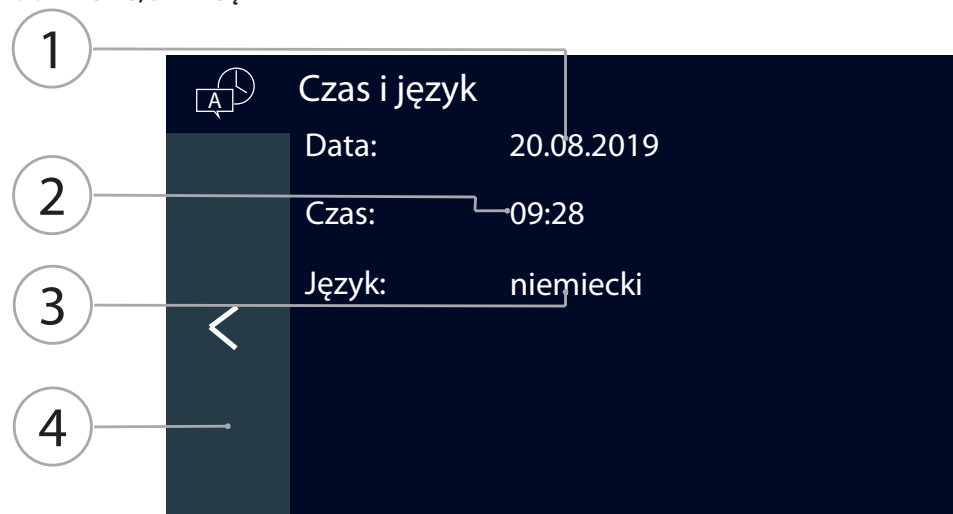 1
A Czas i język
Data: 20.08.2019
2
Czas: 09:28
Język: niemiecki
3
4